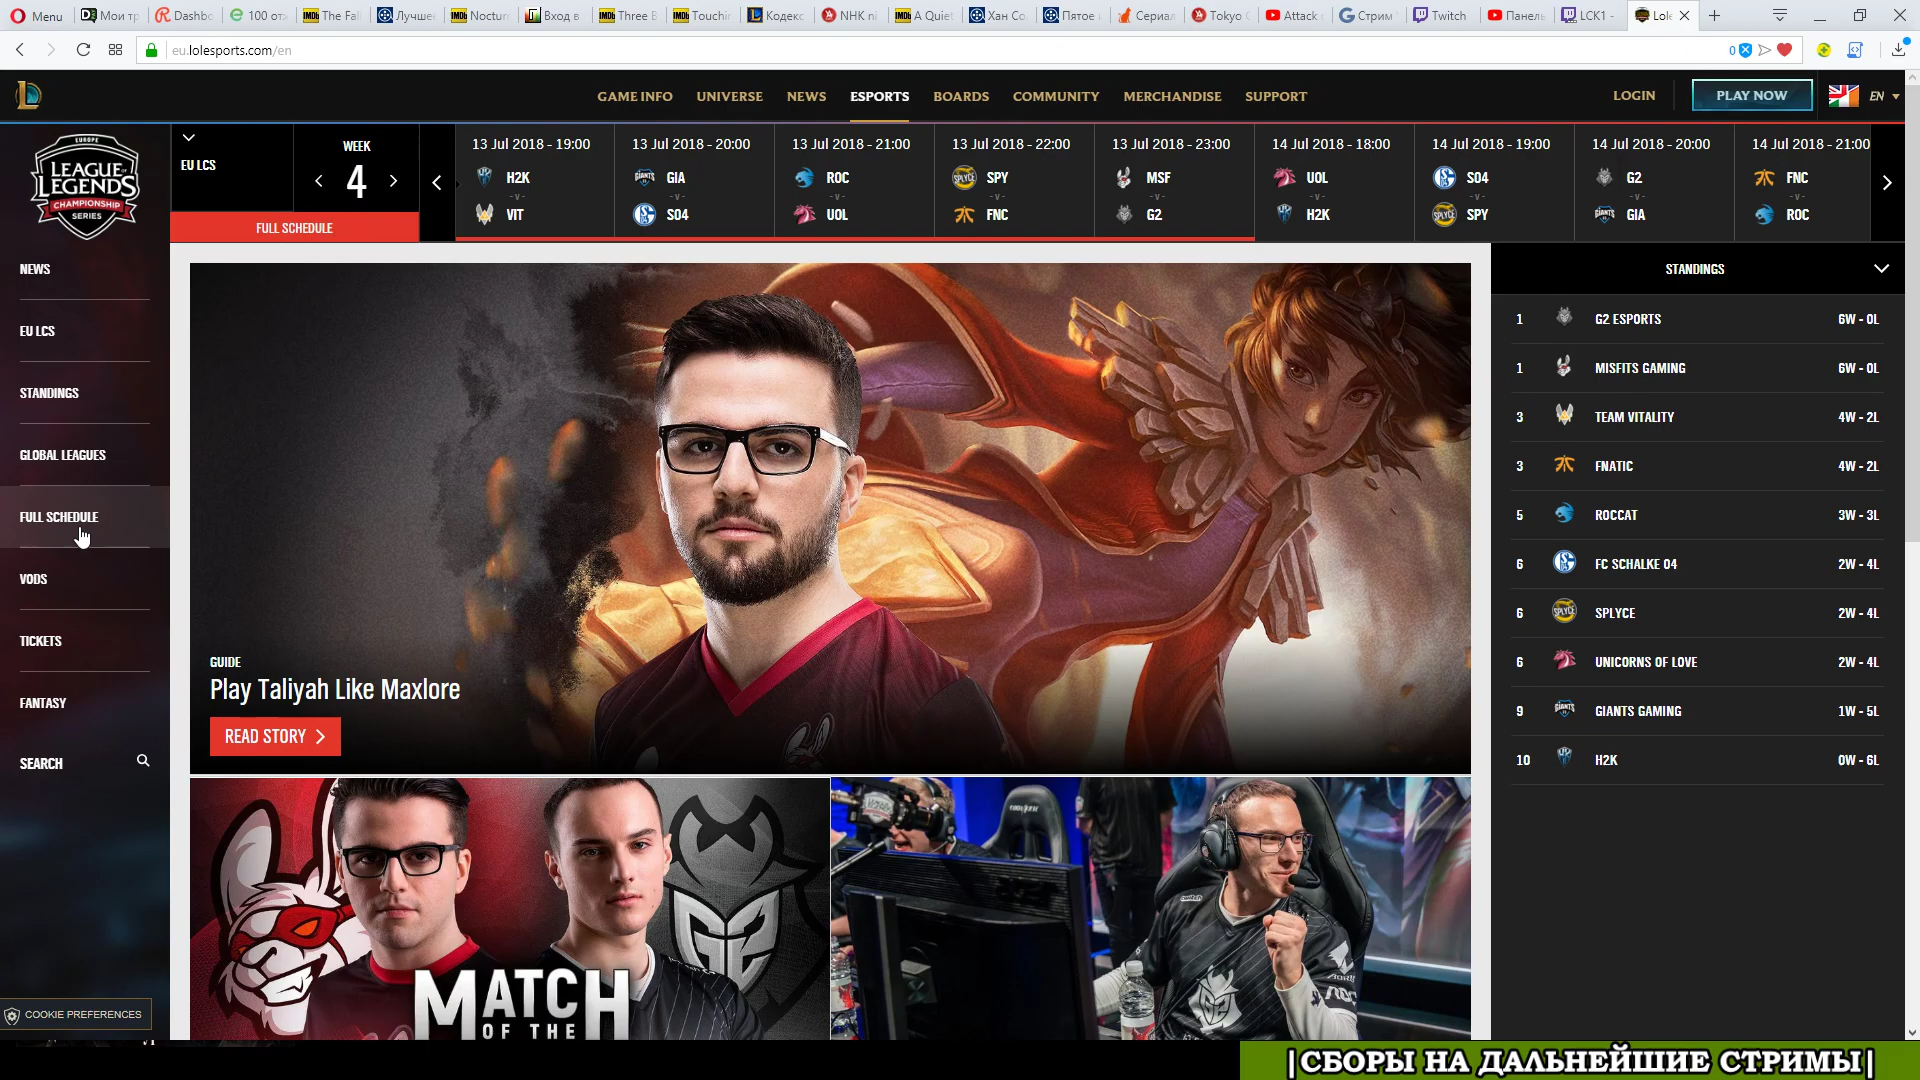 Menu
Мои тр
Dashbo
100 от
The Fal
Лучше
Noctur
Вход в
Three B
Touchin
Кодекс
NHK ni
A Quiet
Хан Со
Пятое
Сериал
Tokyo
Attack
Стрим
Twitch
Панель
LCK1 -
Lole
eu.lolesports.com/en
0
GAME INFO
UNIVERSE
NEWS
ESPORTS
BOARDS
COMMUNITY
MERCHANDISE
SUPPORT
LOGIN
PLAY NOW
EN
EUROPE
LEAGUE OF
LEGENDS
CHAMPIONSHIP
SERIES
EU LCS
WEEK
4
FULL SCHEDULE
13 Jul 2018 - 19:00
H2K
-V-
VIT
13 Jul 2018 - 20:00
GIA
-V-
S04
13 Jul 2018 - 21:00
ROC
-V-
UOL
13 Jul 2018 - 22:00
SPY
-V-
FNC
13 Jul 2018 - 23:00
MSF
-V-
G2
14 Jul 2018 - 18:00
UOL
-V-
H2K
14 Jul 2018 - 19:00
S04
-V-
SPY
14 Jul 2018 - 20:00
G2
-V-
GIA
14 Jul 2018 - 21:00
FNC
-V-
ROC
NEWS
EU LCS
STANDINGS
GLOBAL LEAGUES
FULL SCHEDULE
VODS
TICKETS
FANTASY
SEARCH
COOKIE PREFERENCES
GUIDE
Play Taliyah Like Maxlore
READ STORY
MATCH
OF THE
STANDINGS
1 G2 ESPORTS 6W - 0L
1 MISFITS GAMING 6W - 0L
3 TEAM VITALITY 4W - 2L
3 FNATIC 4W - 2L
5 ROCCAT 3W - 3L
6 FC SCHALKE 04 2W - 4L
6 SPLYCE 2W - 4L
6 UNICORNS OF LOVE 2W - 4L
9 GIANTS GAMING 1W - 5L
10 H2K 0W - 6L
|СБОРЫ НА ДАЛЬНЕЙШИЕ СТРИМЫ|